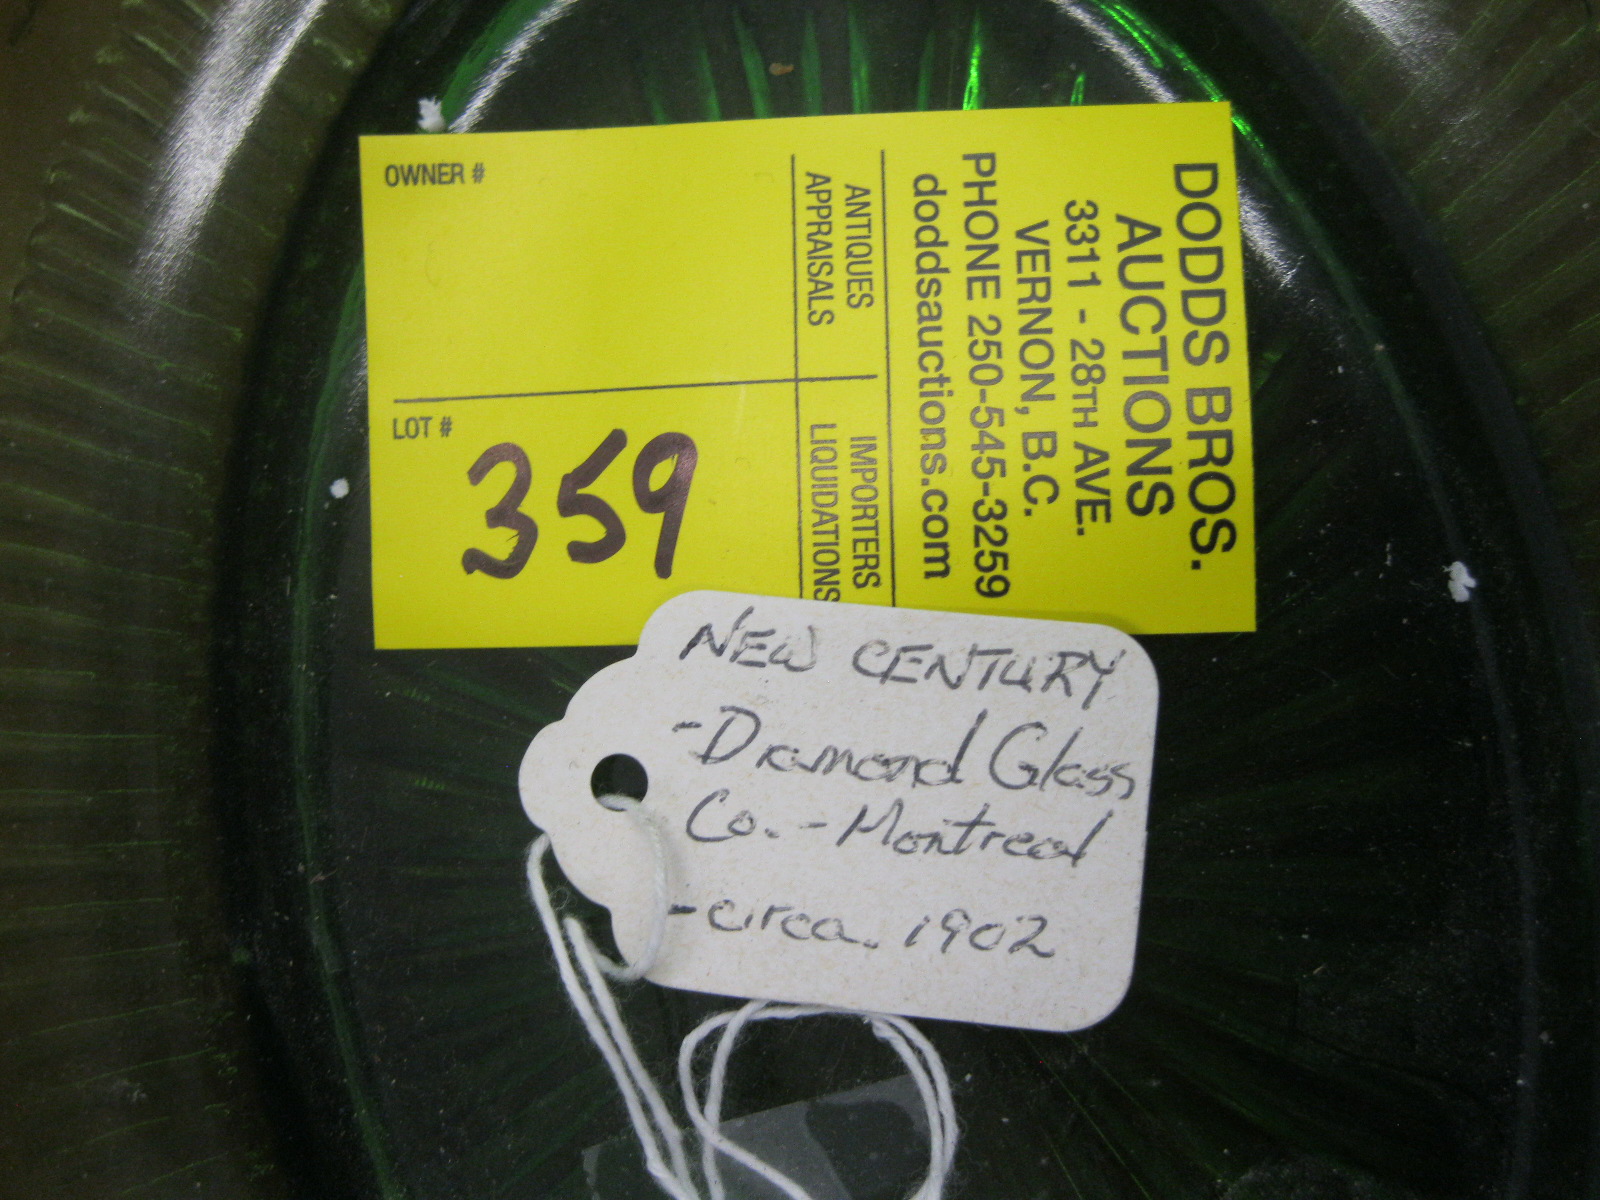 DODDS BROS.
AUCTIONS
3311 - 28TH AVE.
VERNON, B.C.
PHONE 250-545-3259
doddsauctions.com
ANTIQUES
APPRAISALS
IMPORTERS
LIQUIDATIONS
OWNER #
LOT #
359
NEW CENTURY
-Diamond Glass
Co. - Montreal
- circa. 1902